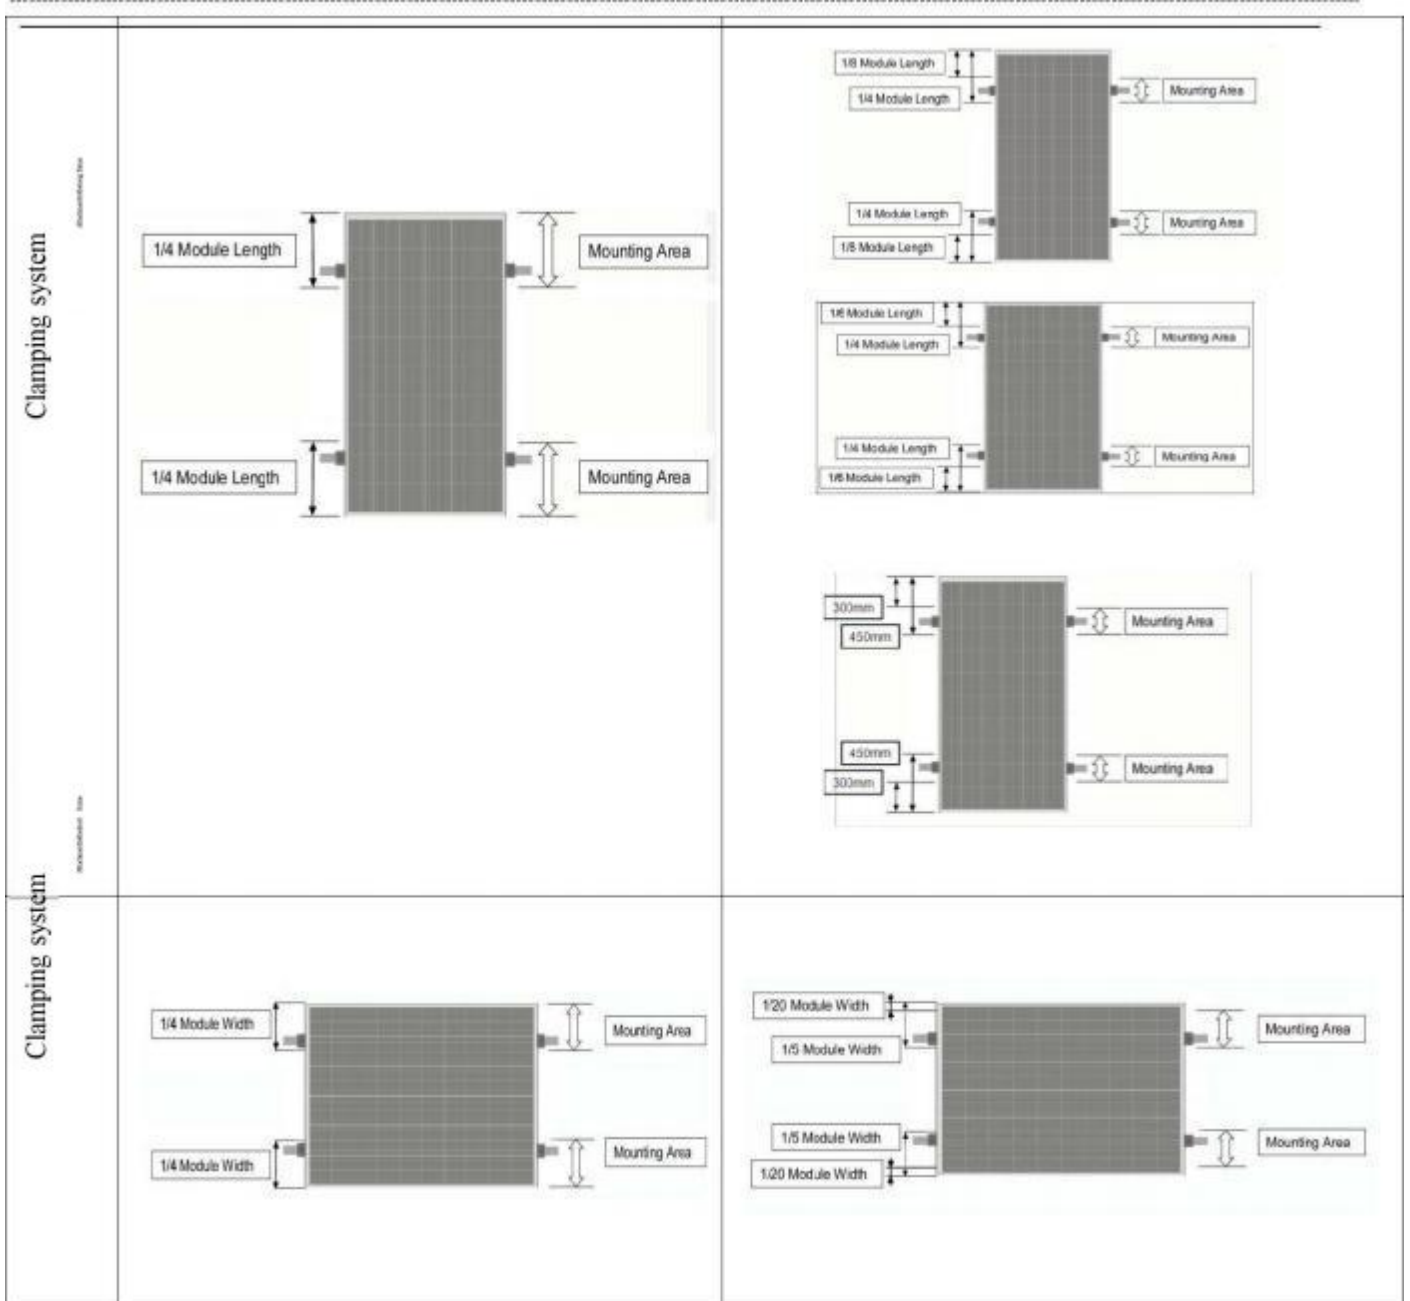 Clamping system
1/4 Module Length
Mounting Area
1/4 Module Length
Mounting Area
1/8 Module Length
1/4 Module Length
Mounting Area
1/4 Module Length
1/8 Module Length
Mounting Area
1/6 Module Length
1/4 Module Length
Mounting Area
1/4 Module Length
1/6 Module Length
Mounting Area
300mm
450mm
Mounting Area
450mm
300mm
Mounting Area
Clamping system
1/4 Module Width
Mounting Area
1/4 Module Width
Mounting Area
1/20 Module Width
1/5 Module Width
Mounting Area
1/5 Module Width
1/20 Module Width
Mounting Area